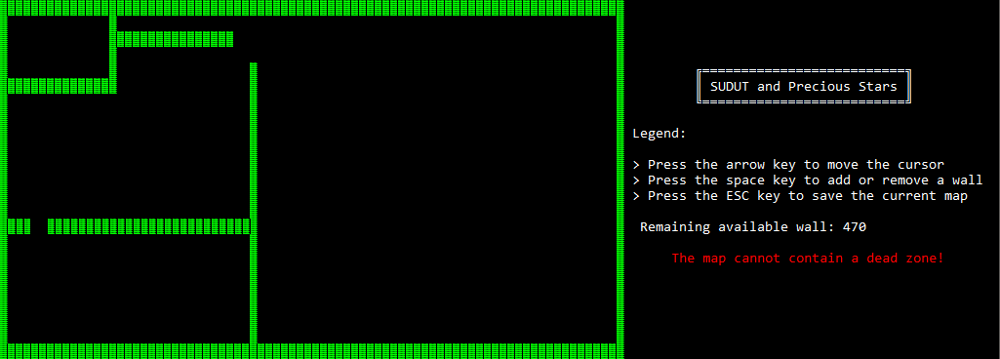 SUDUT and Precious Stars
Legend:
> Press the arrow key to move the cursor
> Press the space key to add or remove a wall
> Press the ESC key to save the current map
Remaining available wall: 470
The map cannot contain a dead zone!